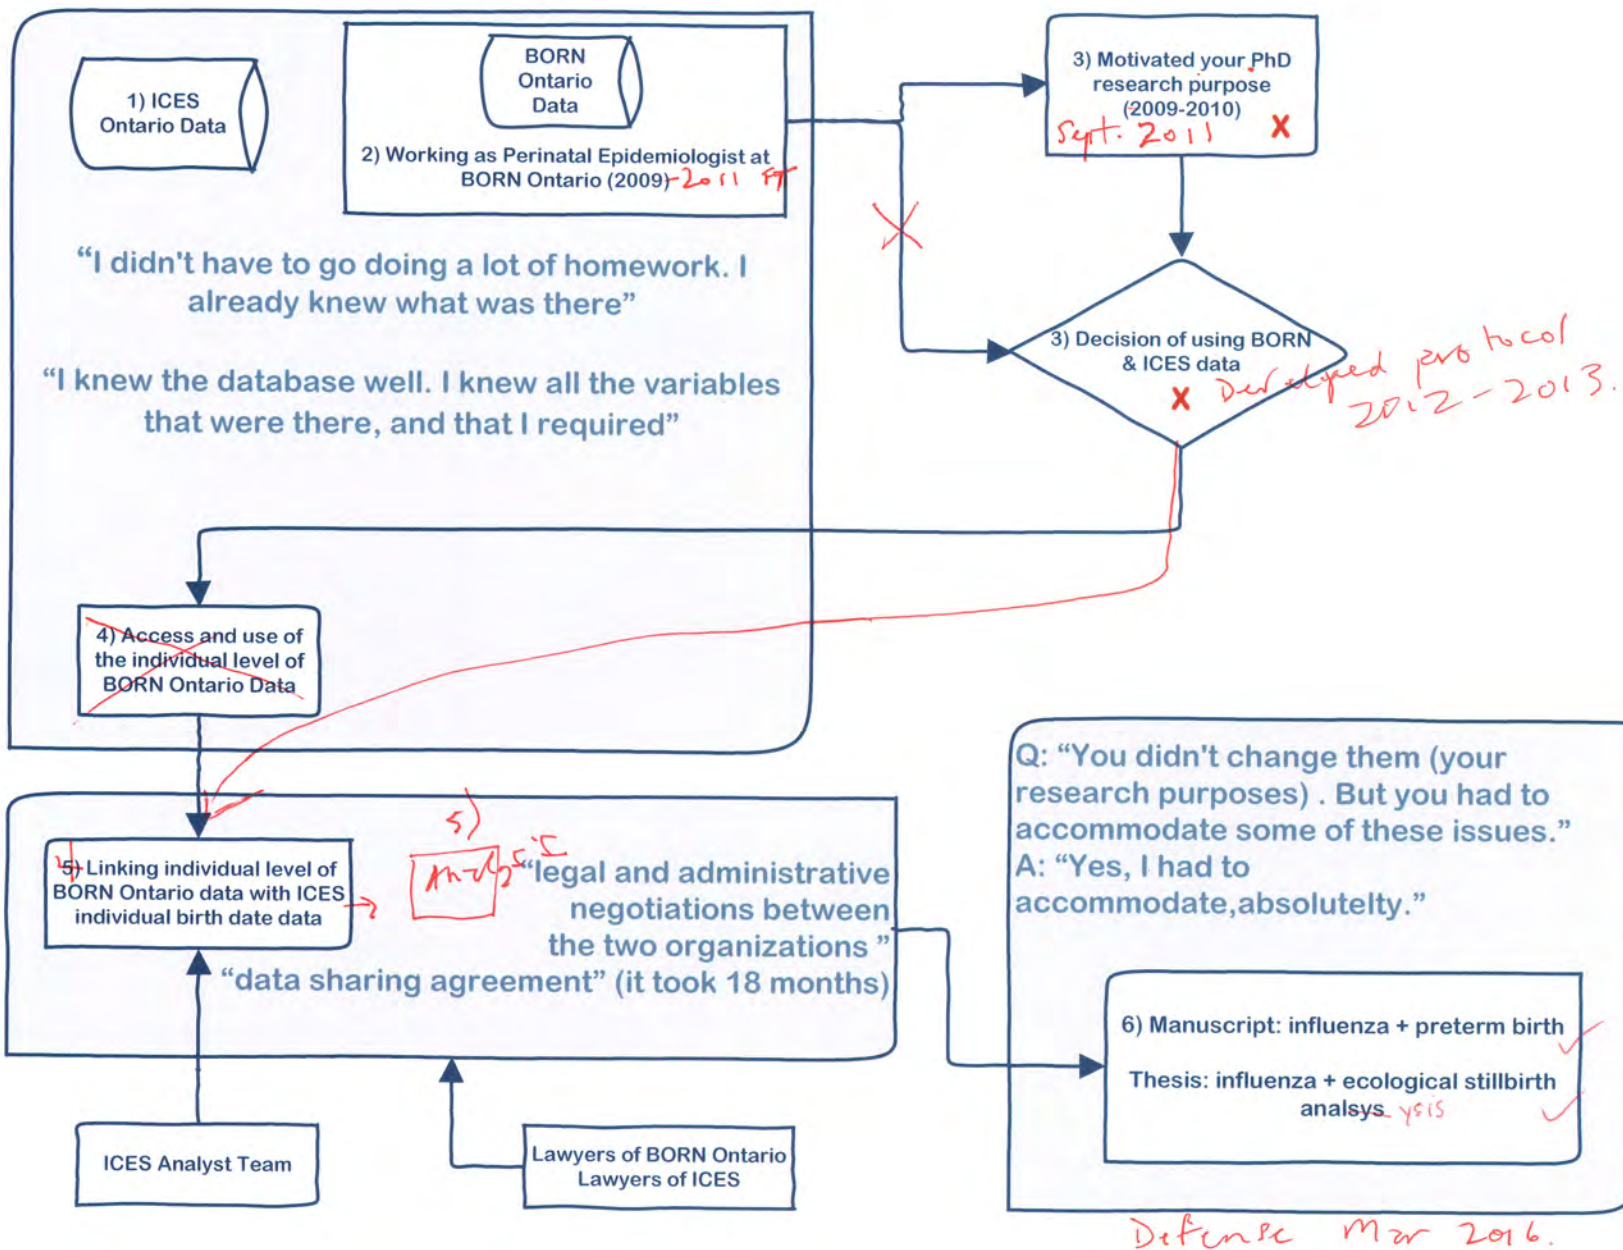 1) ICES
Ontario Data
BORN
Ontario
Data
2) Working as Perinatal Epidemiologist at
BORN Ontario (2009) -2011 FT
"I didn't have to go doing a lot of homework. I
already knew what was there"
"I knew the database well. I knew all the variables
that were there, and that I required"
3) Motivated your PhD
research purpose
(2009-2010)
Sept. 2011 X
3) Decision of using BORN
& ICES data
X Developed protocol
2012-2013.
4) Access and use of
the individual level of
BORN Ontario Data
4
5) Linking individual level of
BORN Ontario data with ICES
individual birth date data
5)
Analysis
"legal and administrative
negotiations between
the two organizations "
"data sharing agreement" (it took 18 months)
ICES Analyst Team
Lawyers of BORN Ontario
Lawyers of ICES
Q: "You didn't change them (your
research purposes) . But you had to
accommodate some of these issues."
A: "Yes, I had to
accommodate,absolutelty."
6) Manuscript: influenza + preterm birth
Thesis: influenza + ecological stillbirth
analsys ysis
Defense Mar 2016.